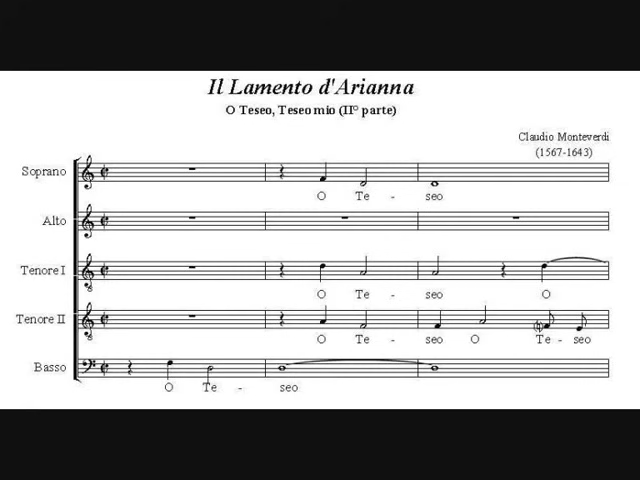 Il Lamento d'Arianna
O Teseo, Teseo mio (II° parte)
Claudio Monteverdi
(1567-1643)
Soprano
O Te - seo
Alto
Tenore I
O Te - seo O
Tenore II
O Te - seo O Te - seo
Basso
O Te - seo